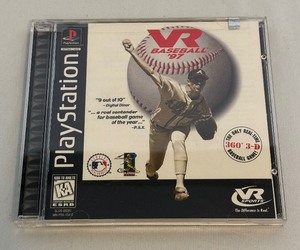 PlayStation
VR
BASEBALL
'97
"9 out of 10"
-Digital Diner
"... a real contender
for baseball game
of the year..."
-P.S.X.
THE ONLY REAL TIME
360° 3-D
BASEBALL GAME!
K-A
VR
SPORTS
The Difference is Real.